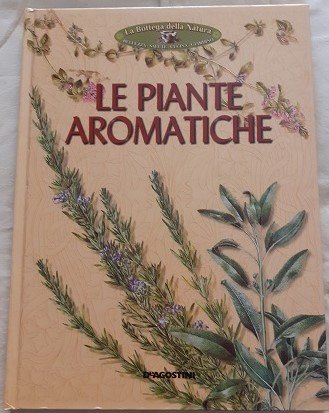 La Bottega della Natura
LE PIANTE
AROMATICHE
DEAGOSTINI